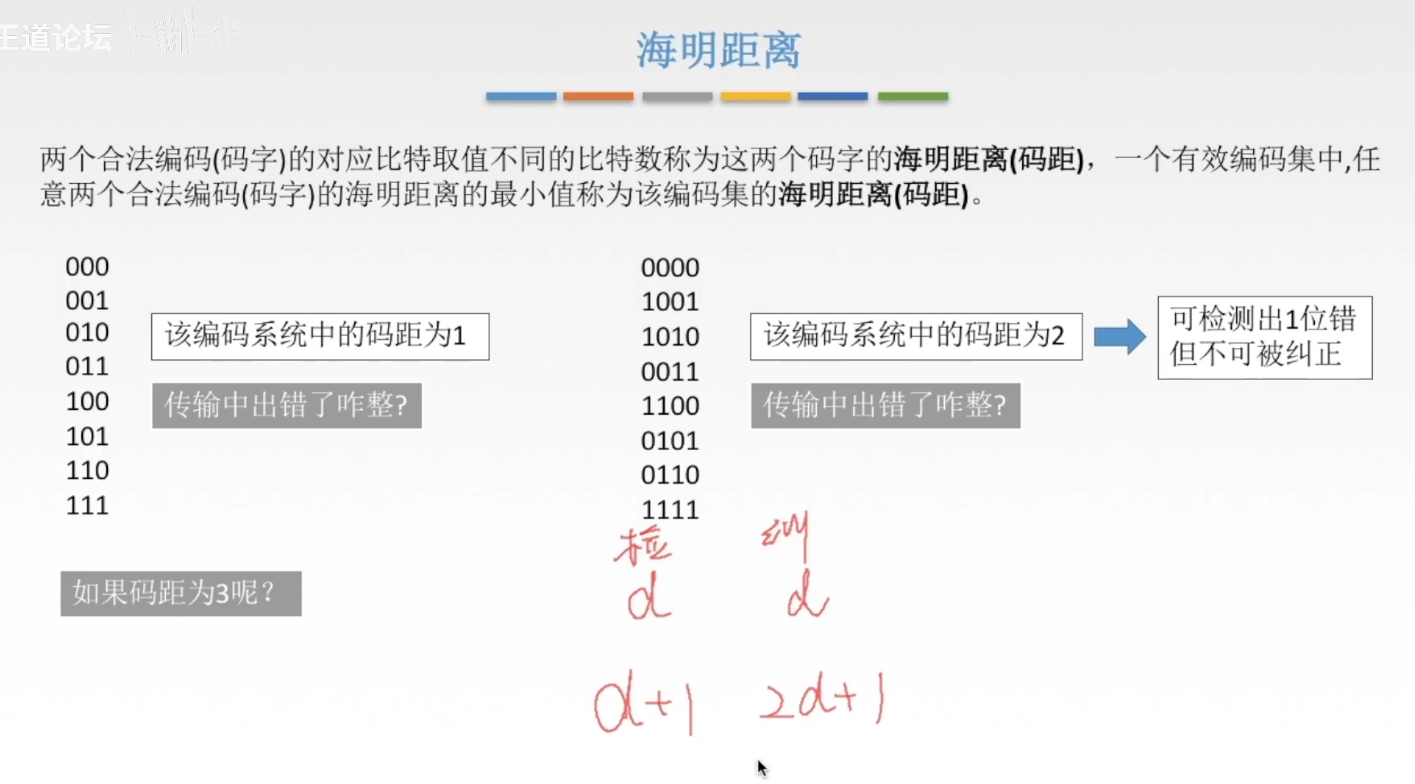 王道论坛
海明距离
两个合法编码(码字)的对应比特取值不同的比特数称为这两个码字的海明距离(码距)，一个有效编码集中,任
意两个合法编码(码字)的海明距离的最小值称为该编码集的海明距离(码距)。
000
001
010
011
100
101
110
111
该编码系统中的码距为1
传输中出错了咋整?
0000
1001
1010
0011
1100
0101
0110
1111
该编码系统中的码距为2
传输中出错了咋整?
可检测出1位错
但不可被纠正
如果码距为3呢？
检 纠
d d
d+1 2d+1